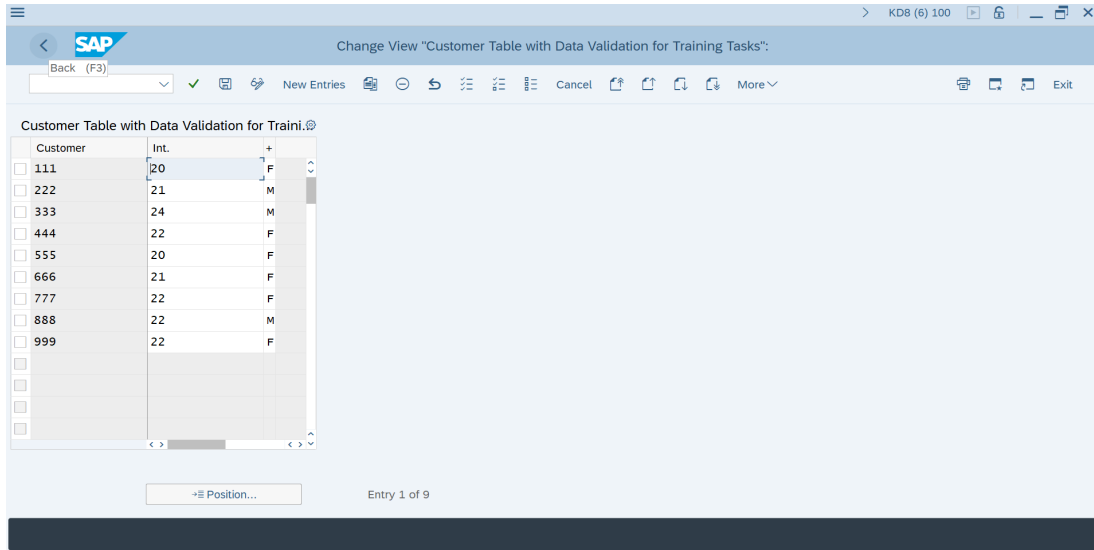 KD8 (6) 100
SAP
Change View "Customer Table with Data Validation for Training Tasks":
Back (F3)
New Entries Cancel More Exit
Customer Table with Data Validation for Traini..
Customer Int. +
111 20 F
222 21 M
333 24 M
444 22 F
555 20 F
666 21 F
777 22 F
888 22 M
999 22 F
Position... Entry 1 of 9